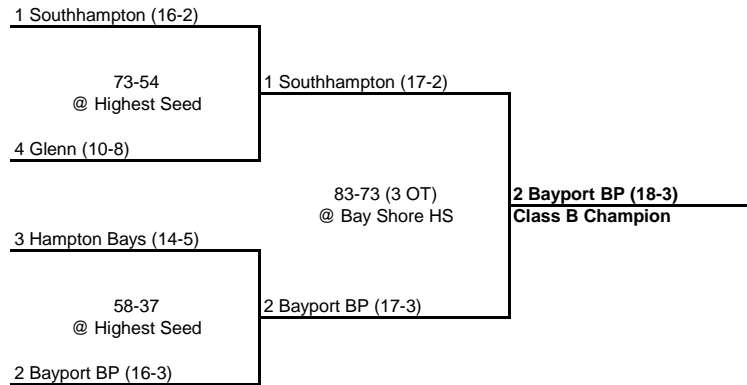 1 Southhampton (16-2)
73-54
@ Highest Seed
1 Southhampton (17-2)
4 Glenn (10-8)
83-73 (3 OT)
@ Bay Shore HS
2 Bayport BP (18-3)
Class B Champion
3 Hampton Bays (14-5)
58-37
@ Highest Seed
2 Bayport BP (17-3)
2 Bayport BP (16-3)